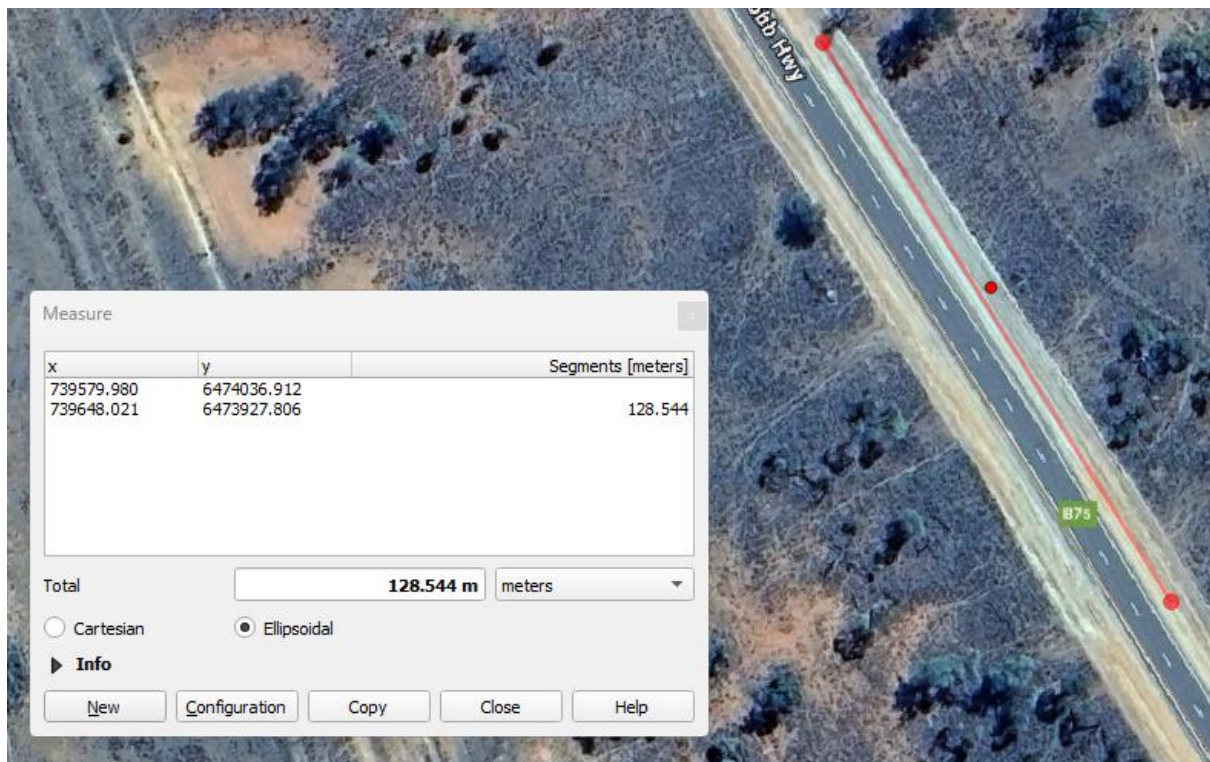 Hwy
Measure
x y Segments [meters]
739579.980 6474036.912
739648.021 6473927.806 128.544
Total 128.544 m meters
Cartesian Ellipsoidal
Info
New Configuration Copy Close Help
B75